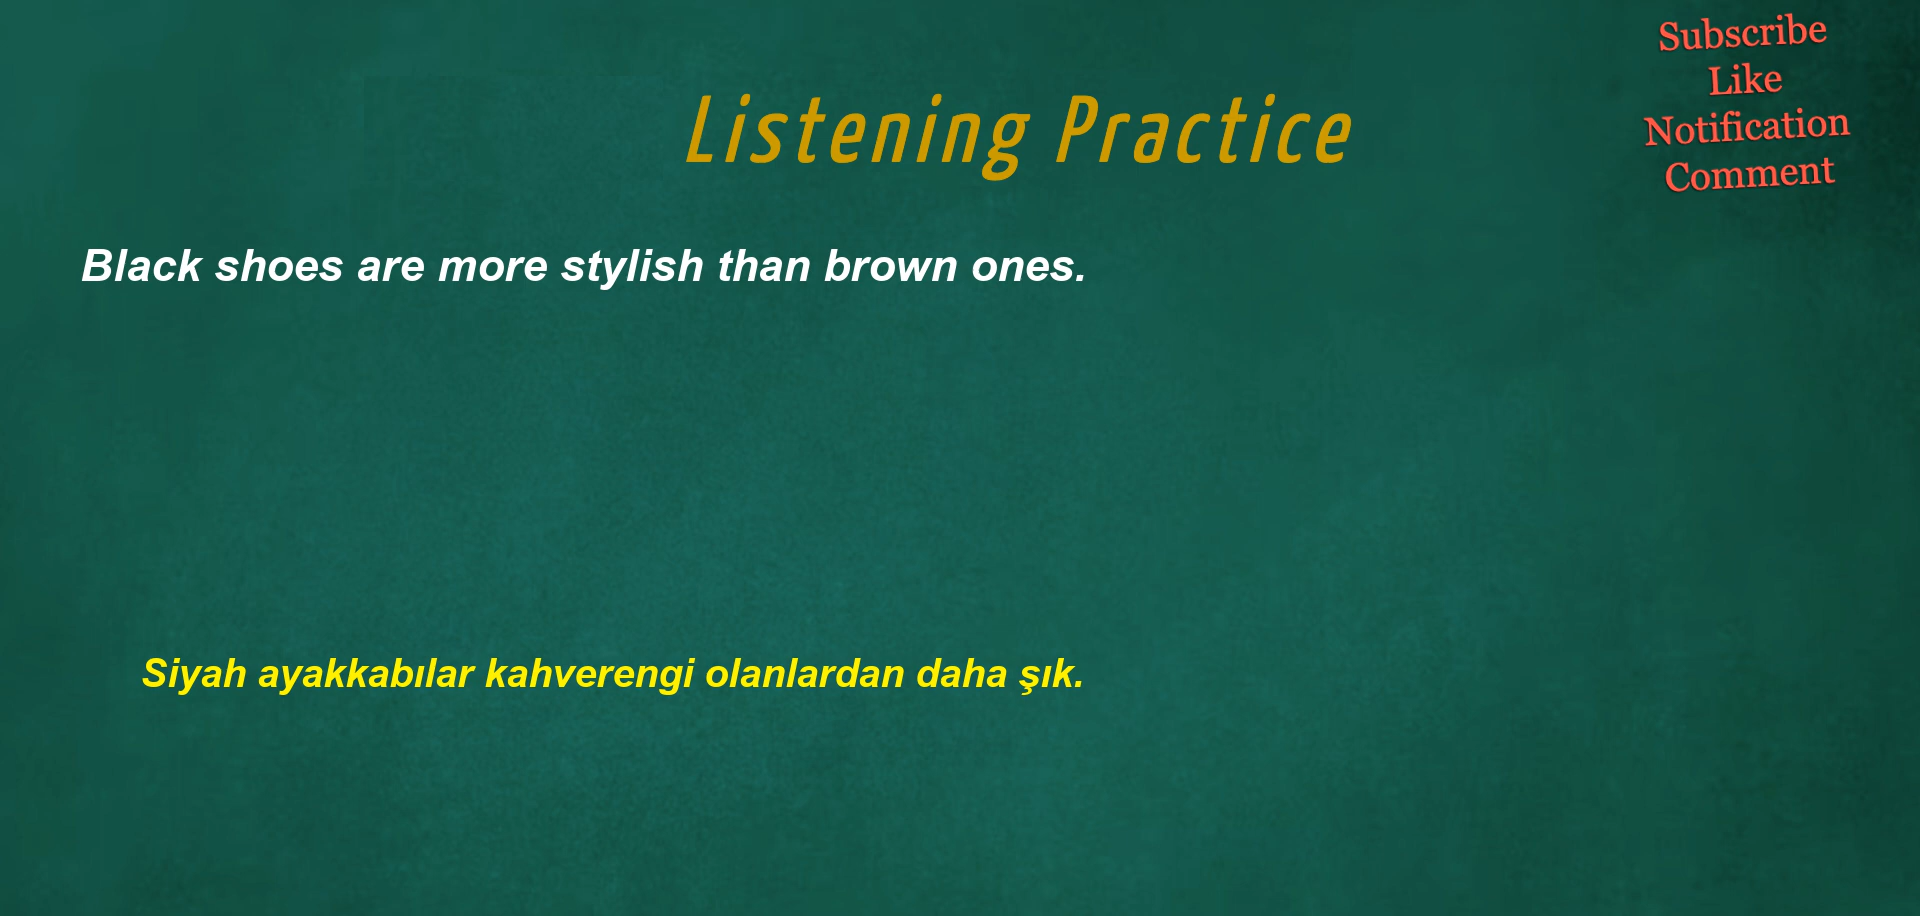 Subscribe
Like
Notification
Comment
Listening Practice
Black shoes are more stylish than brown ones.
Siyah ayakkabılar kahverengi olanlardan daha şık.